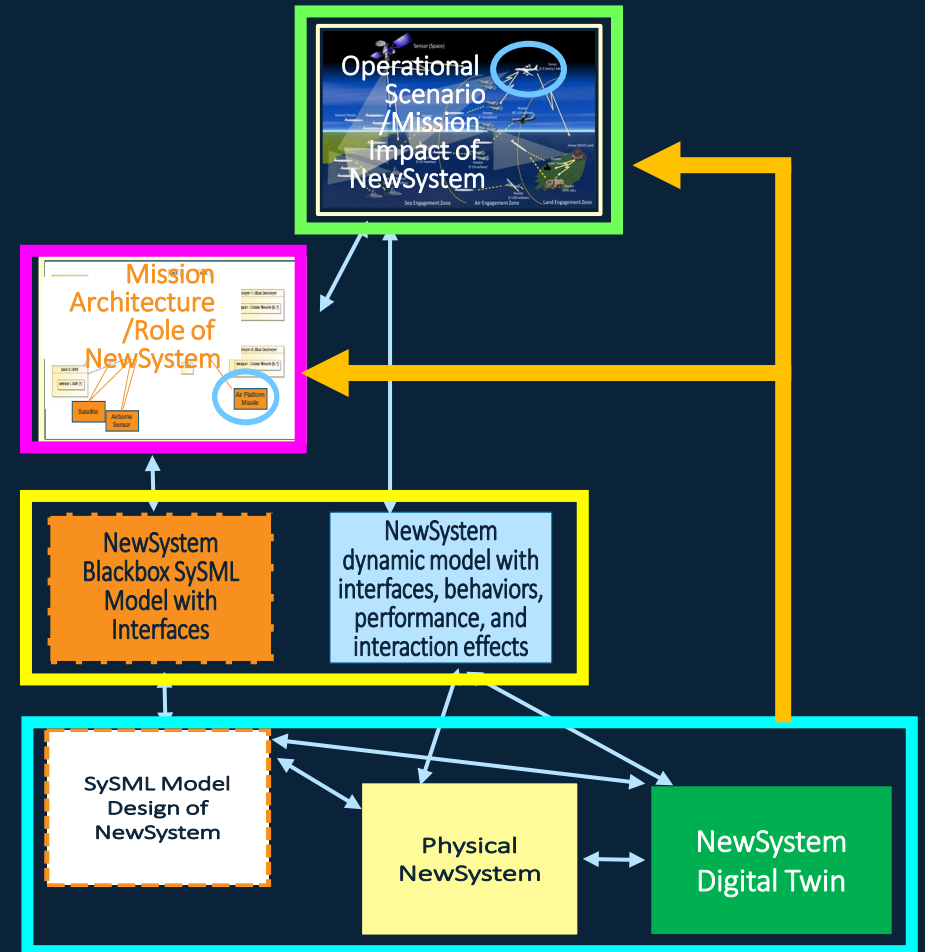 Sensor (Space)
Operational
Scenario
/Mission
Impact of
NewSystem
Sea Engagement Zone
Air Engagement Zone
Land Engagement Zone
Mission
Architecture
/Role of
NewSystem
Satellite
Airborne
Sensor
Air Platform
Missile
NewSystem
Blackbox SySML
Model with
Interfaces
NewSystem
dynamic model with
interfaces, behaviors,
performance, and
interaction effects
SySML Model
Design of
NewSystem
Physical
NewSystem
NewSystem
Digital Twin